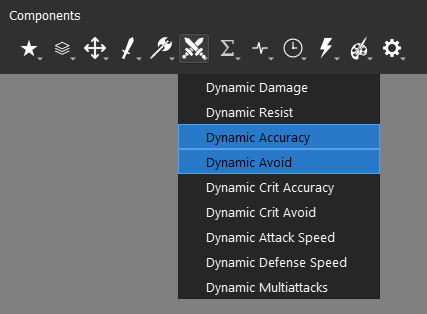 Components
Dynamic Damage
Dynamic Resist
Dynamic Accuracy
Dynamic Avoid
Dynamic Crit Accuracy
Dynamic Crit Avoid
Dynamic Attack Speed
Dynamic Defense Speed
Dynamic Multiattacks